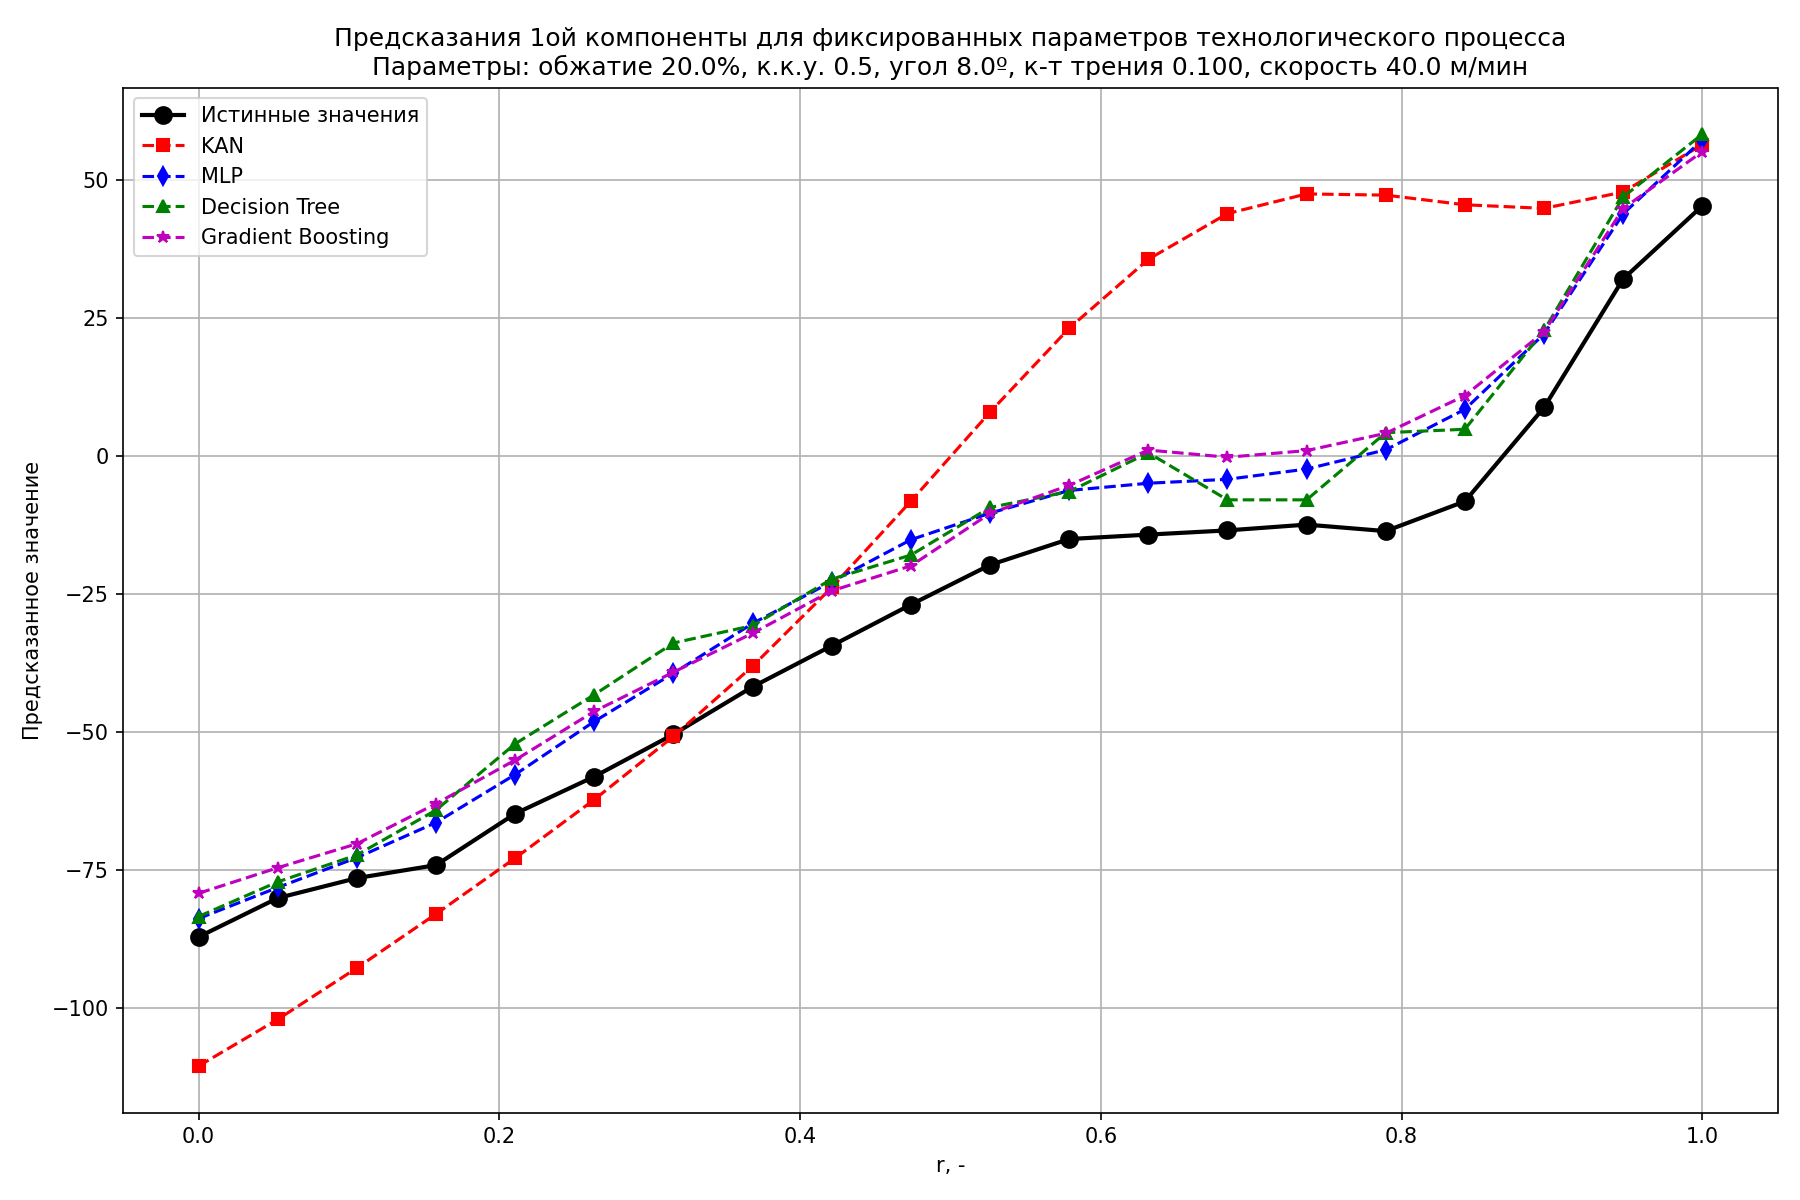 Предсказания 1ой компоненты для фиксированных параметров технологического процесса
Параметры: обжатие 20.0%, к.к.у. 0.5, угол 8.0º, к-т трения 0.100, скорость 40.0 м/мин
Истинные значения
KAN
MLP
Decision Tree
Gradient Boosting
Предсказанное значение
50
25
0
−25
−50
−75
−100
0.0
0.2
0.4
0.6
0.8
1.0
r, -